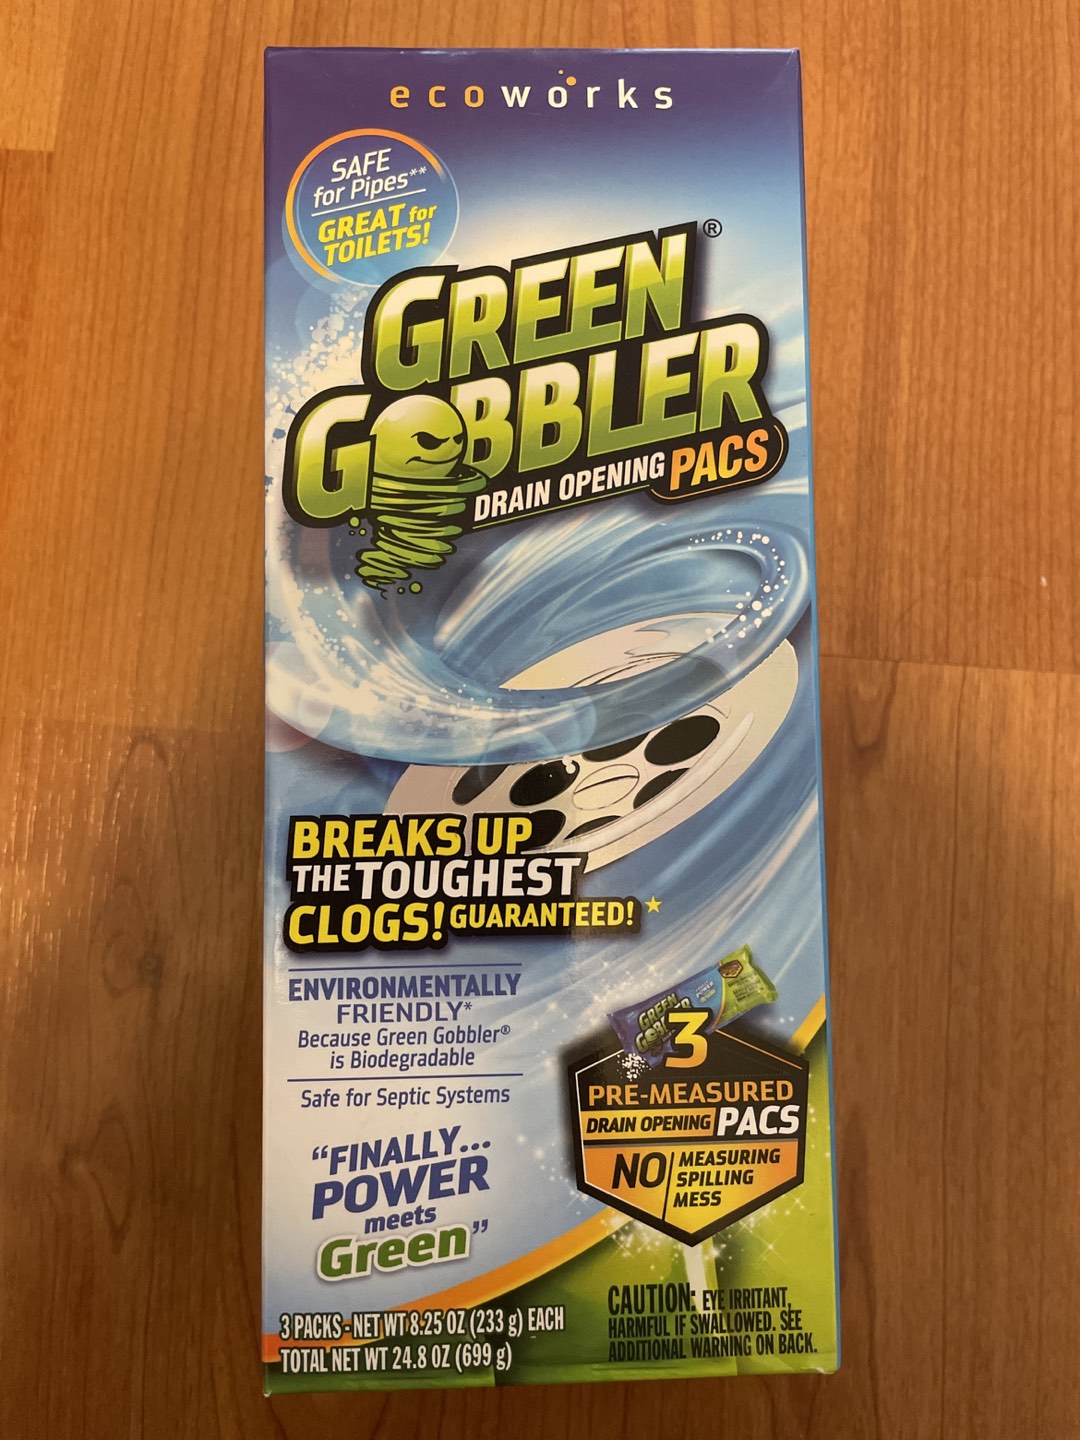 ecoworks
SAFE
for Pipes**
GREAT for
TOILETS!
GREEN ®
GOBBLER
DRAIN OPENING PACS
BREAKS UP
THE TOUGHEST
CLOGS! GUARANTEED!
ENVIRONMENTALLY
FRIENDLY*
Because Green Gobbler®
is Biodegradable
Safe for Septic Systems
"FINALLY...
POWER
meets
Green"
GREEN
3
PRE-MEASURED
DRAIN OPENING PACS
NO MEASURING
SPILLING
MESS
3 PACKS - NET WT 8.25 OZ (233 g) EACH
TOTAL NET WT 24.8 OZ (699 g)
CAUTION: EYE IRRITANT,
HARMFUL IF SWALLOWED. SEE
ADDITIONAL WARNING ON BACK.